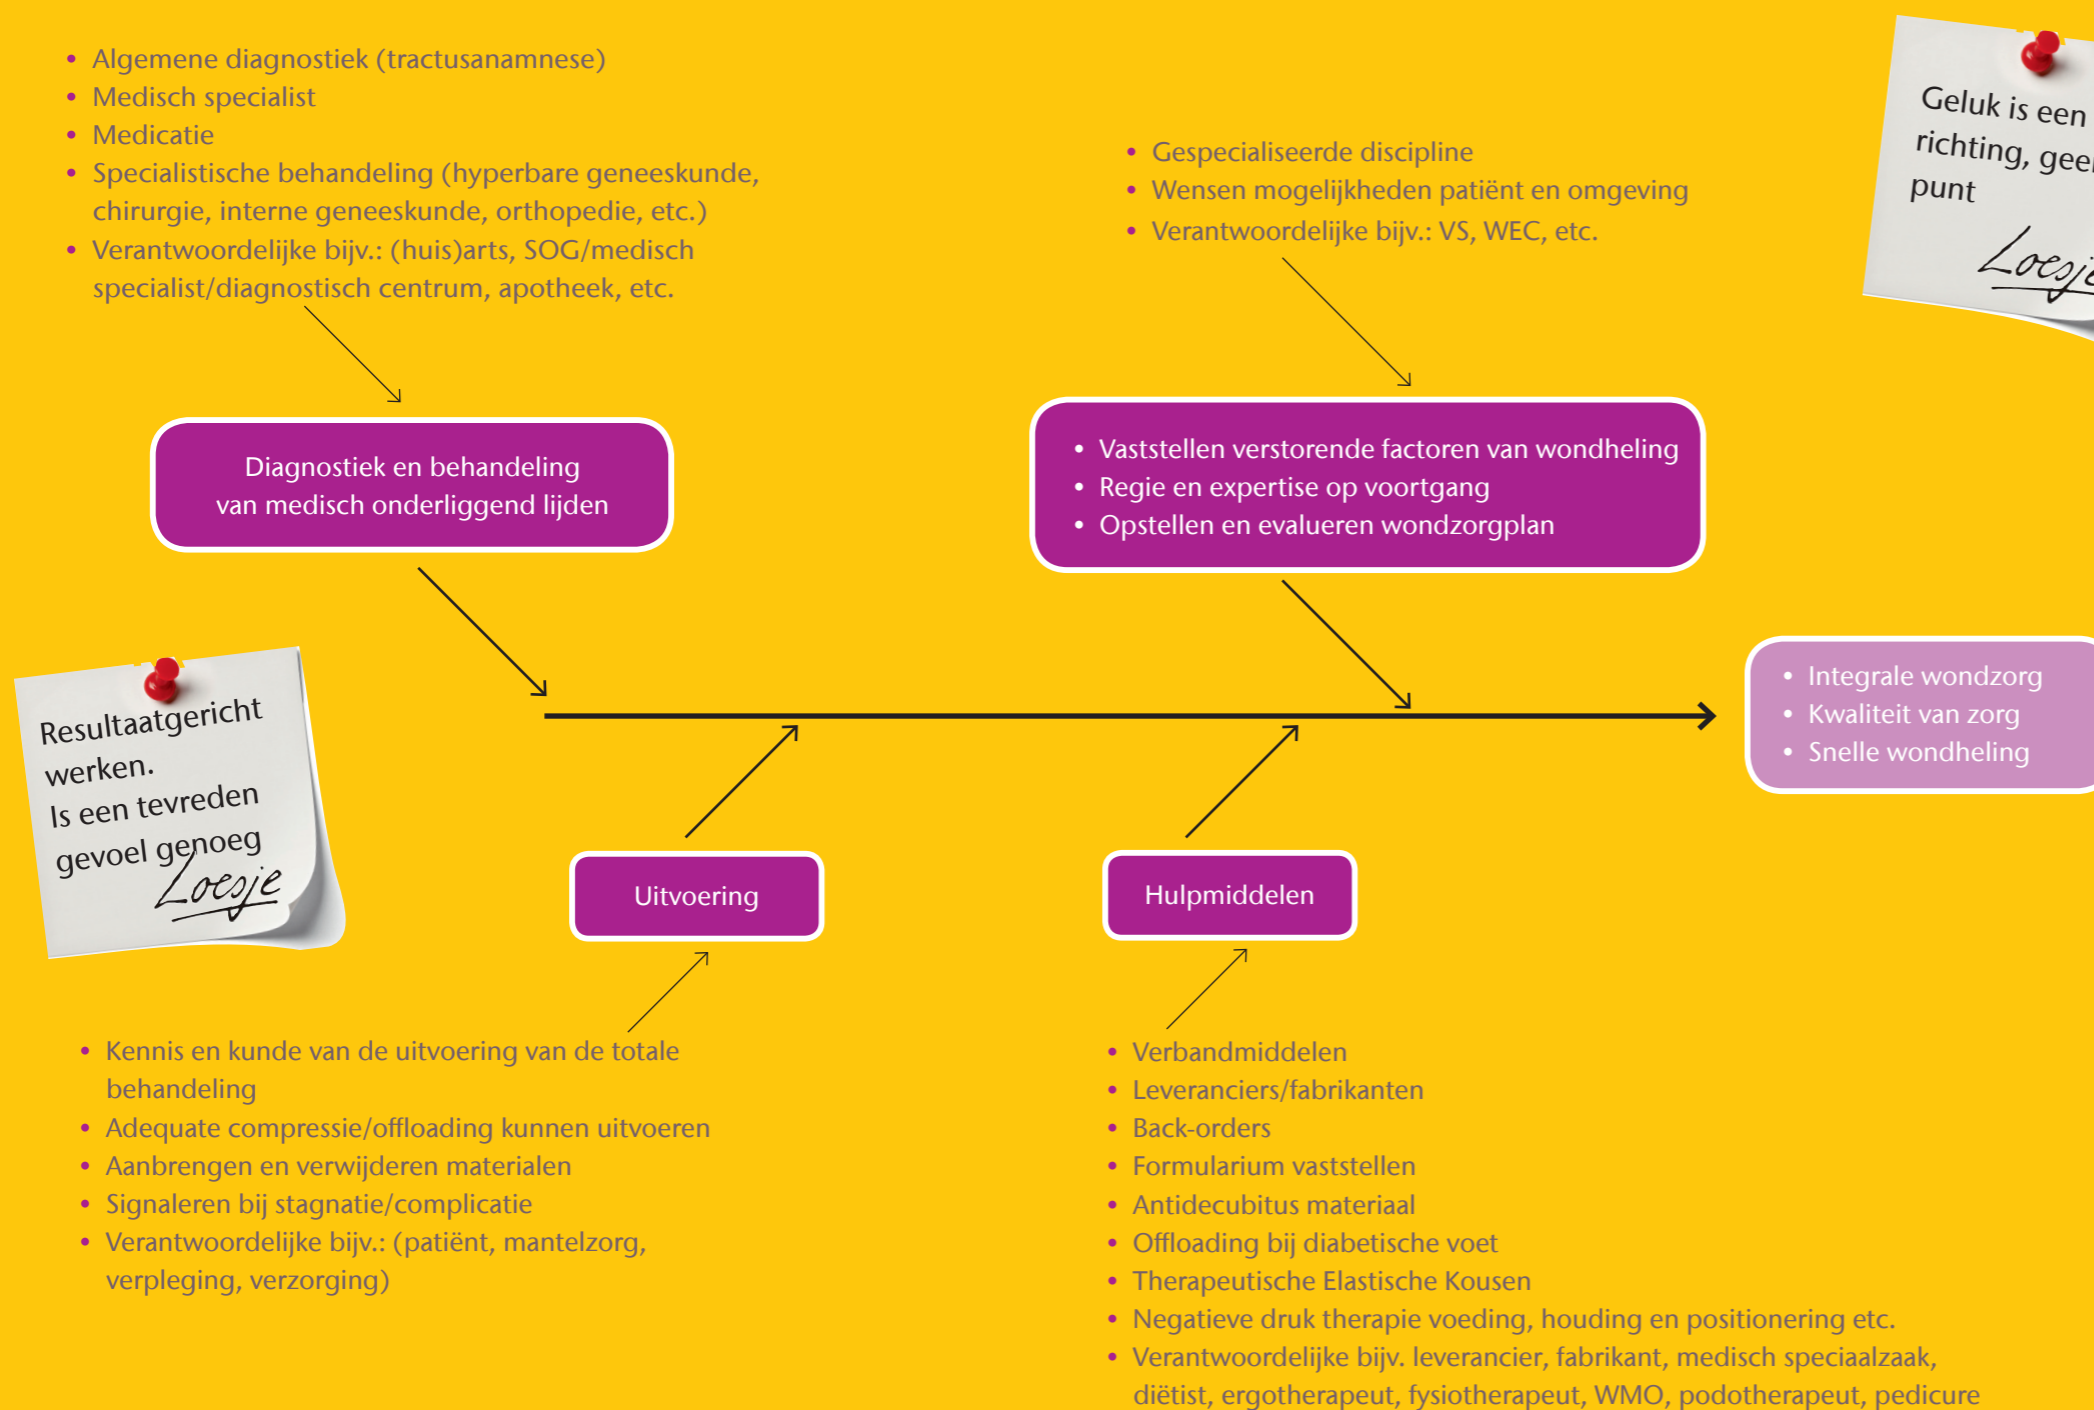 • Algemene diagnostiek (tractusanamnese)
• Medisch specialist
• Medicatie
• Specialistische behandeling (hyperbare geneeskunde,
chirurgie, interne geneeskunde, orthopedie, etc.)
• Verantwoordelijke bijv.: (huis)arts, SOG/medisch
specialist/diagnostisch centrum, apotheek, etc.
• Gespecialiseerde discipline
• Wensen mogelijkheden patiënt en omgeving
• Verantwoordelijke bijv.: VS, WEC, etc.
Geluk is een
richting, geen
punt
Loesje
Diagnostiek en behandeling
van medisch onderliggend lijden
• Vaststellen verstorende factoren van wondheling
• Regie en expertise op voortgang
• Opstellen en evalueren wondzorgplan
Resultaatgericht
werken.
Is een tevreden
gevoel genoeg
Loesje
• Integrale wondzorg
• Kwaliteit van zorg
• Snelle wondheling
Uitvoering
Hulpmiddelen
• Kennis en kunde van de uitvoering van de totale
behandeling
• Adequate compressie/offloading kunnen uitvoeren
• Aanbrengen en verwijderen materialen
• Signaleren bij stagnatie/complicatie
• Verantwoordelijke bijv.: (patiënt, mantelzorg,
verpleging, verzorging)
• Verbandmiddelen
• Leveranciers/fabrikanten
• Back-orders
• Formularium vaststellen
• Antidecubitus materiaal
• Offloading bij diabetische voet
• Therapeutische Elastische Kousen
• Negatieve druk therapie voeding, houding en positionering etc.
• Verantwoordelijke bijv. leverancier, fabrikant, medisch speciaalzaak,
diëtist, ergotherapeut, fysiotherapeut, WMO, podotherapeut, pedicure